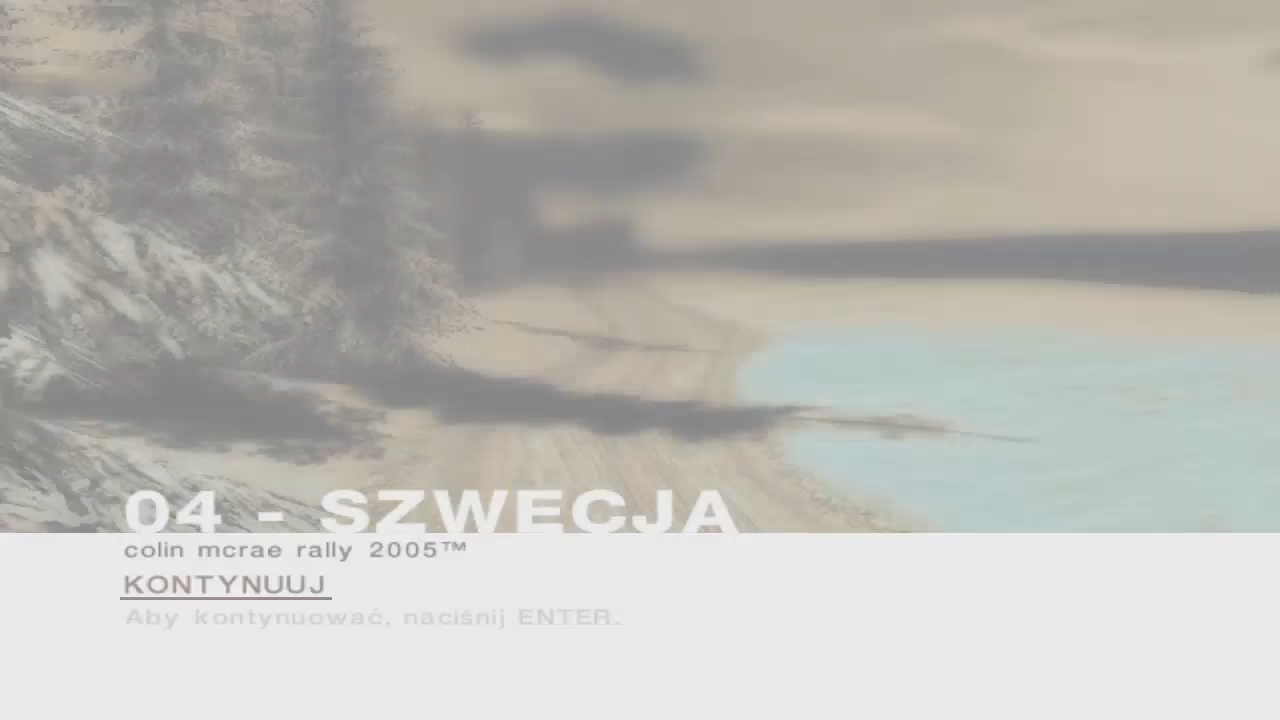 04 - SZWECJA
colin mcrae rally 2005™
KONTYNUUJ
Aby kontynuować, naciśnij ENTER.